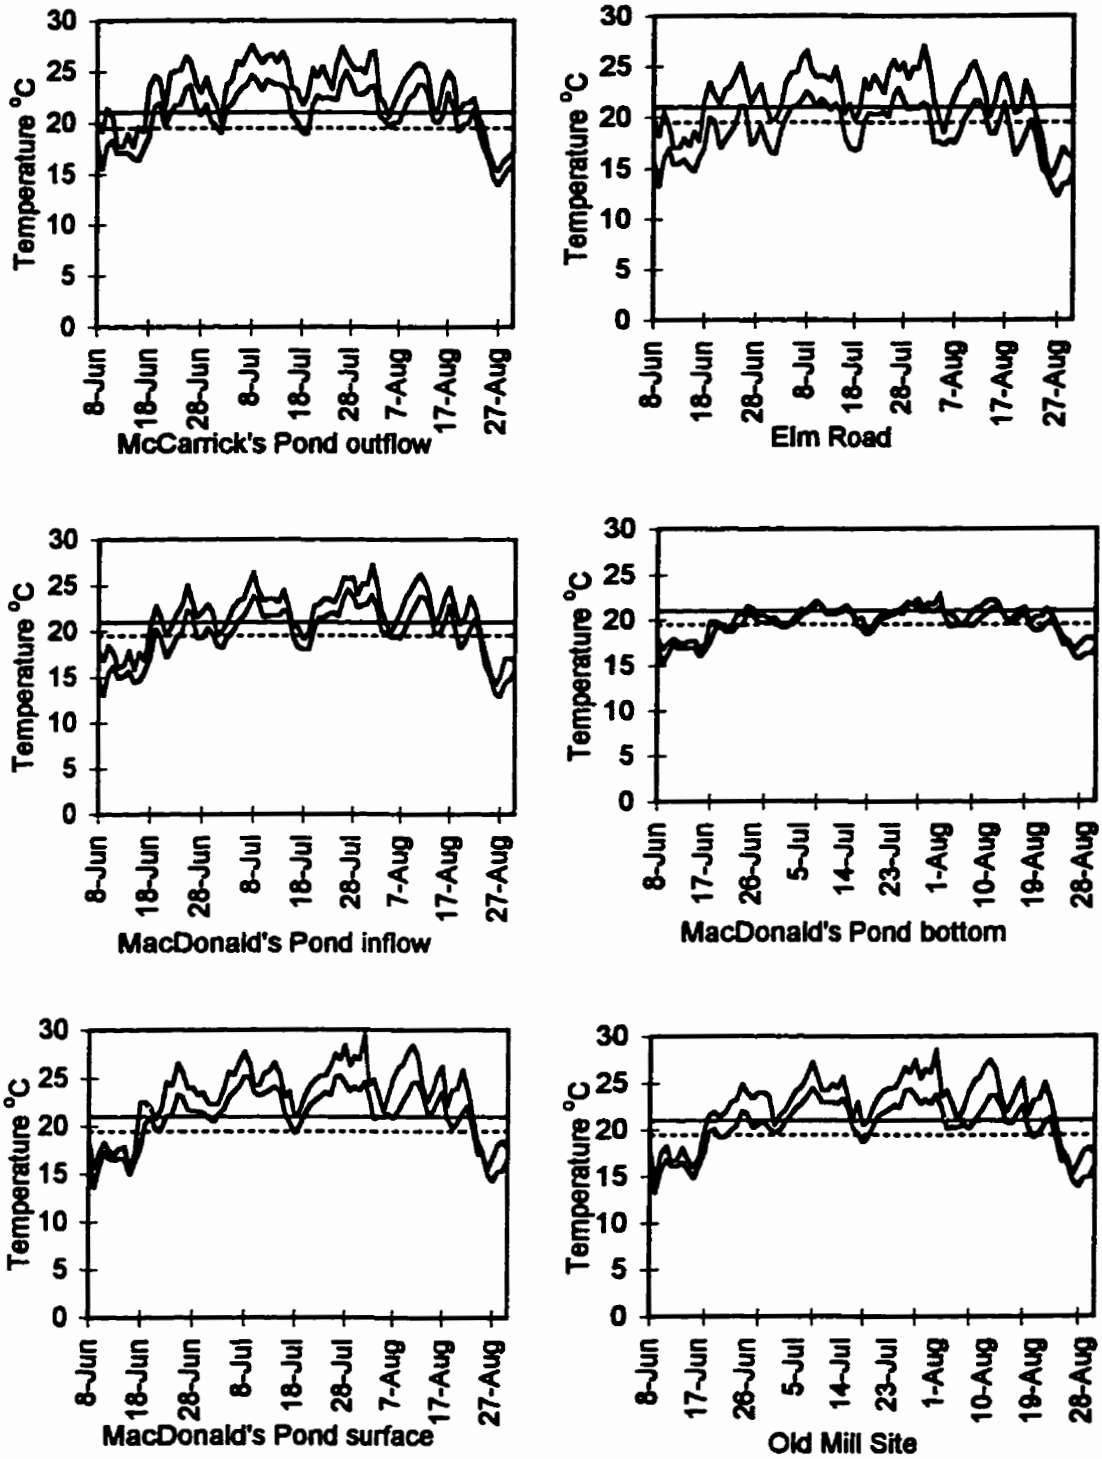 30
25
20
15
10
5
0
Temperature °C
8-Jun
18-Jun
28-Jun
8-Jul
18-Jul
28-Jul
7-Aug
17-Aug
27-Aug
McCarrick's Pond outflow
30
25
20
15
10
5
0
Temperature °C
8-Jun
18-Jun
28-Jun
8-Jul
18-Jul
28-Jul
7-Aug
17-Aug
27-Aug
Elm Road
30
25
20
15
10
5
0
Temperature °C
8-Jun
18-Jun
28-Jun
8-Jul
18-Jul
28-Jul
7-Aug
17-Aug
27-Aug
MacDonald's Pond inflow
30
25
20
15
10
5
0
Temperature °C
8-Jun
17-Jun
26-Jun
5-Jul
14-Jul
23-Jul
1-Aug
10-Aug
19-Aug
28-Aug
MacDonald's Pond bottom
30
25
20
15
10
5
0
Temperature °C
8-Jun
18-Jun
28-Jun
8-Jul
18-Jul
28-Jul
7-Aug
17-Aug
27-Aug
MacDonald's Pond surface
30
25
20
15
10
5
0
Temperature °C
8-Jun
17-Jun
26-Jun
5-Jul
14-Jul
23-Jul
1-Aug
10-Aug
19-Aug
28-Aug
Old Mill Site